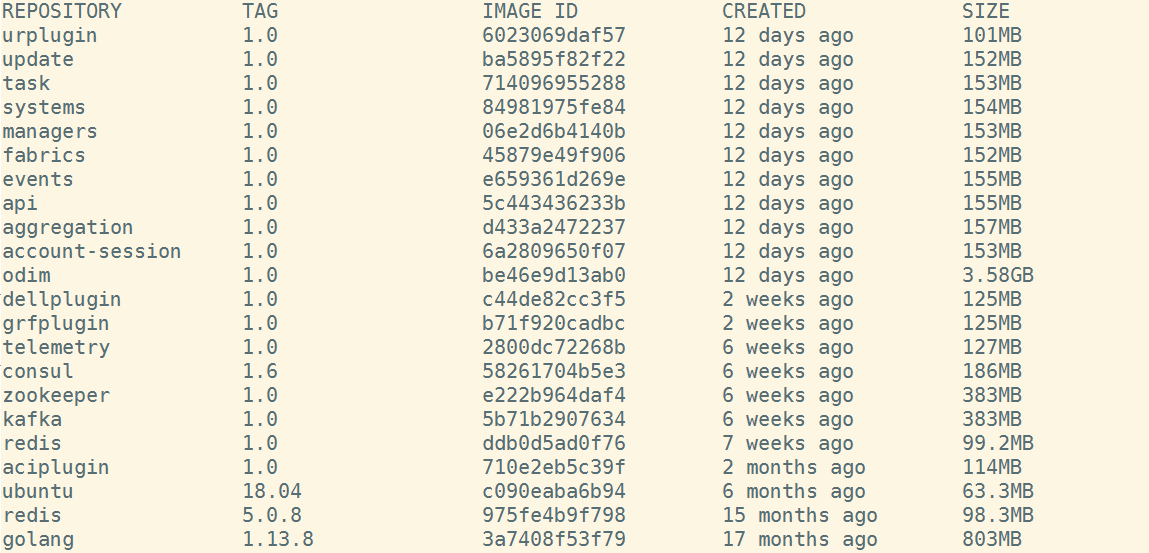 REPOSITORY TAG IMAGE ID CREATED SIZE
urplugin 1.0 6023069daf57 12 days ago 101MB
update 1.0 ba5895f82f22 12 days ago 152MB
task 1.0 714096955288 12 days ago 153MB
systems 1.0 84981975fe84 12 days ago 154MB
managers 1.0 06e2d6b4140b 12 days ago 153MB
fabrics 1.0 45879e49f906 12 days ago 152MB
events 1.0 e659361d269e 12 days ago 155MB
api 1.0 5c443436233b 12 days ago 155MB
aggregation 1.0 d433a2472237 12 days ago 157MB
account-session 1.0 6a2809650f07 12 days ago 153MB
odim 1.0 be46e9d13ab0 12 days ago 3.58GB
dellplugin 1.0 c44de82cc3f5 2 weeks ago 125MB
grfplugin 1.0 b71f920cadbc 2 weeks ago 125MB
telemetry 1.0 2800dc72268b 6 weeks ago 127MB
consul 1.6 58261704b5e3 6 weeks ago 186MB
zookeeper 1.0 e222b964daf4 6 weeks ago 383MB
kafka 1.0 5b71b2907634 6 weeks ago 383MB
redis 1.0 ddb0d5ad0f76 7 weeks ago 99.2MB
aciplugin 1.0 710e2eb5c39f 2 months ago 114MB
ubuntu 18.04 c090eaba6b94 6 months ago 63.3MB
redis 5.0.8 975fe4b9f798 15 months ago 98.3MB
golang 1.13.8 3a7408f53f79 17 months ago 803MB